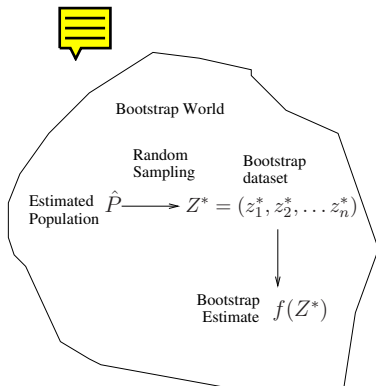 Bootstrap World
Random
Sampling
Bootstrap
dataset
Estimated
Population
P̂ Z* = (z₁*, z₂*, . . . zₙ*)
Bootstrap
Estimate
f(Z*)